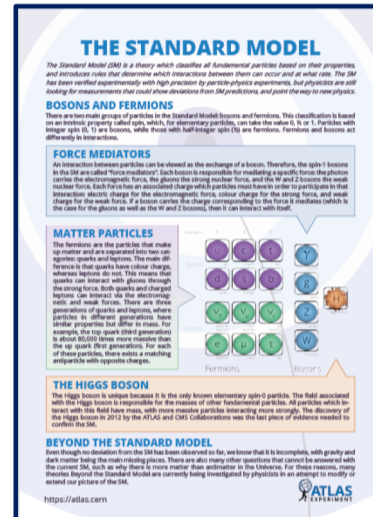 THE STANDARD MODEL
The Standard Model (SM) is a theory which classifies all fundamental particles based on their properties,
and introduces rules that determine which interactions between them can occur and at what rate. The SM
has been verified experimentally with high precision by particle-physics experiments, but physicists are still
looking for measurements that could show deviations from SM predictions, and point the way to new physics.
BOSONS AND FERMIONS
There are two main groups of particles in the Standard Model: bosons and fermions. This classification is based
on an intrinsic property called spin, which, for elementary particles, can take the value 0, ½ or 1. Particles with
integer spin (0, 1) are bosons, while those with half-integer spin (½) are fermions. Fermions and bosons act
differently in interactions.
FORCE MEDIATORS
An interaction between particles can be viewed as the exchange of a boson. Therefore, the spin-1 bosons
in the SM are called "force mediators". Each boson is responsible for mediating a specific force: the photon
carries the electromagnetic force, the gluons the strong nuclear force, and the W and Z bosons the weak
nuclear force. Each force has an associated charge which particles must have in order to participate in that
interaction: electric charge for the electromagnetic force, colour charge for the strong force, and weak
charge for the weak force. If a boson carries the charge corresponding to the force it mediates (which is
the case for the gluons as well as the W and Z bosons), then it can interact with itself.
MATTER PARTICLES
The fermions are the particles that make
up matter and are separated into two cat-
egories: quarks and leptons. The main dif-
ference is that quarks have colour charge,
whereas leptons do not. This means that
quarks can interact with gluons through
the strong force. Both quarks and charged
leptons can interact via the electromag-
netic and weak forces. There are three
generations of quarks and leptons, where
particles in different generations have
similar properties but differ in mass. For
example, the top quark (third generation)
is about 80,000 times more massive than
the up quark (first generation). For each
of these particles, there exists a matching
antiparticle with opposite charges.
u c t
d s b
e μ τ
γ
g
Z
W
H
Fermions Bosons
THE HIGGS BOSON
The Higgs boson is unique because it is the only known elementary spin-0 particle. The field associated
with the Higgs boson is responsible for the masses of other fundamental particles. All particles which in-
teract with this field have mass, with more massive particles interacting more strongly. The discovery of
the Higgs boson in 2012 by the ATLAS and CMS Collaborations was the last piece of evidence needed to
confirm the SM.
BEYOND THE STANDARD MODEL
Even though no deviation from the SM has been observed so far, we know that it is incomplete, with gravity and
dark matter being the main missing pieces. There are also many other questions that cannot be answered with
the current SM, such as why there is more than antimatter in the Universe. For these reasons, many
theories Beyond the Standard Model are currently being investigated by physicists in an attempt to modify or
extend our picture of the SM.
https://atlas.cern
ATLAS
EXPERIMENT